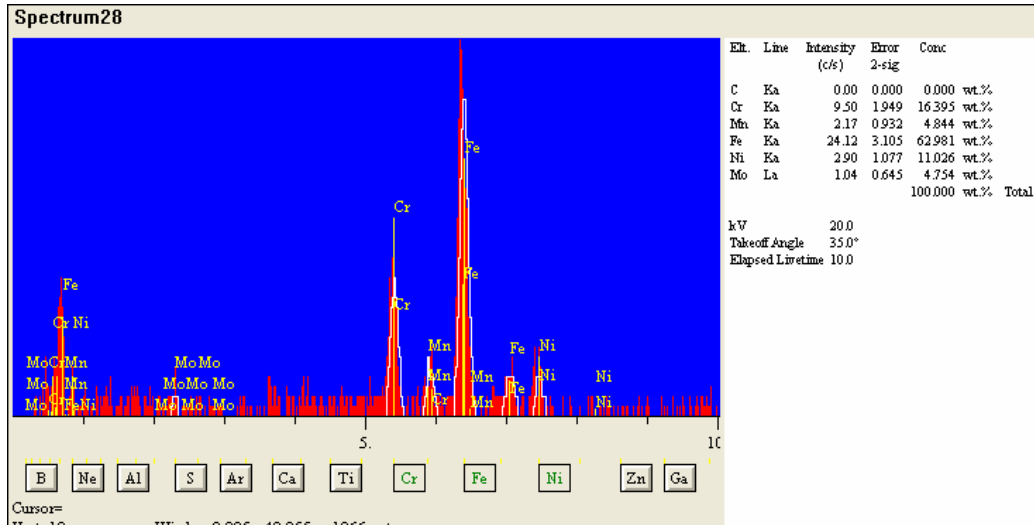 Spectrum28
Elt. Line Intensity Error Conc
(c/s) 2-sig
C Ka 0.00 0.000 0.000 wt.%
Cr Ka 9.50 1.949 16.395 wt.%
Mn Ka 2.17 0.932 4.844 wt.%
Fe Ka 24.12 3.105 62.981 wt.%
Ni Ka 2.90 1.077 11.026 wt.%
Mo La 1.04 0.645 4.754 wt.%
100.000 wt.% Total
kV 20.0
Takeoff Angle 35.0°
Elapsed Livetime 10.0
Fe
Cr
Fe
Fe
Cr Ni
Cr
Mn Fe Ni
Mo Cr Mn Mo Mo
Mo Mn Mo Mo Mo Mn Mn Fe Ni Ni
Mo C Fe Ni Mo Mo Mo Cr Mn Ni
5. 10
B Ne Al S Ar Ca Ti Cr Fe Ni Zn Ga
Cursor=